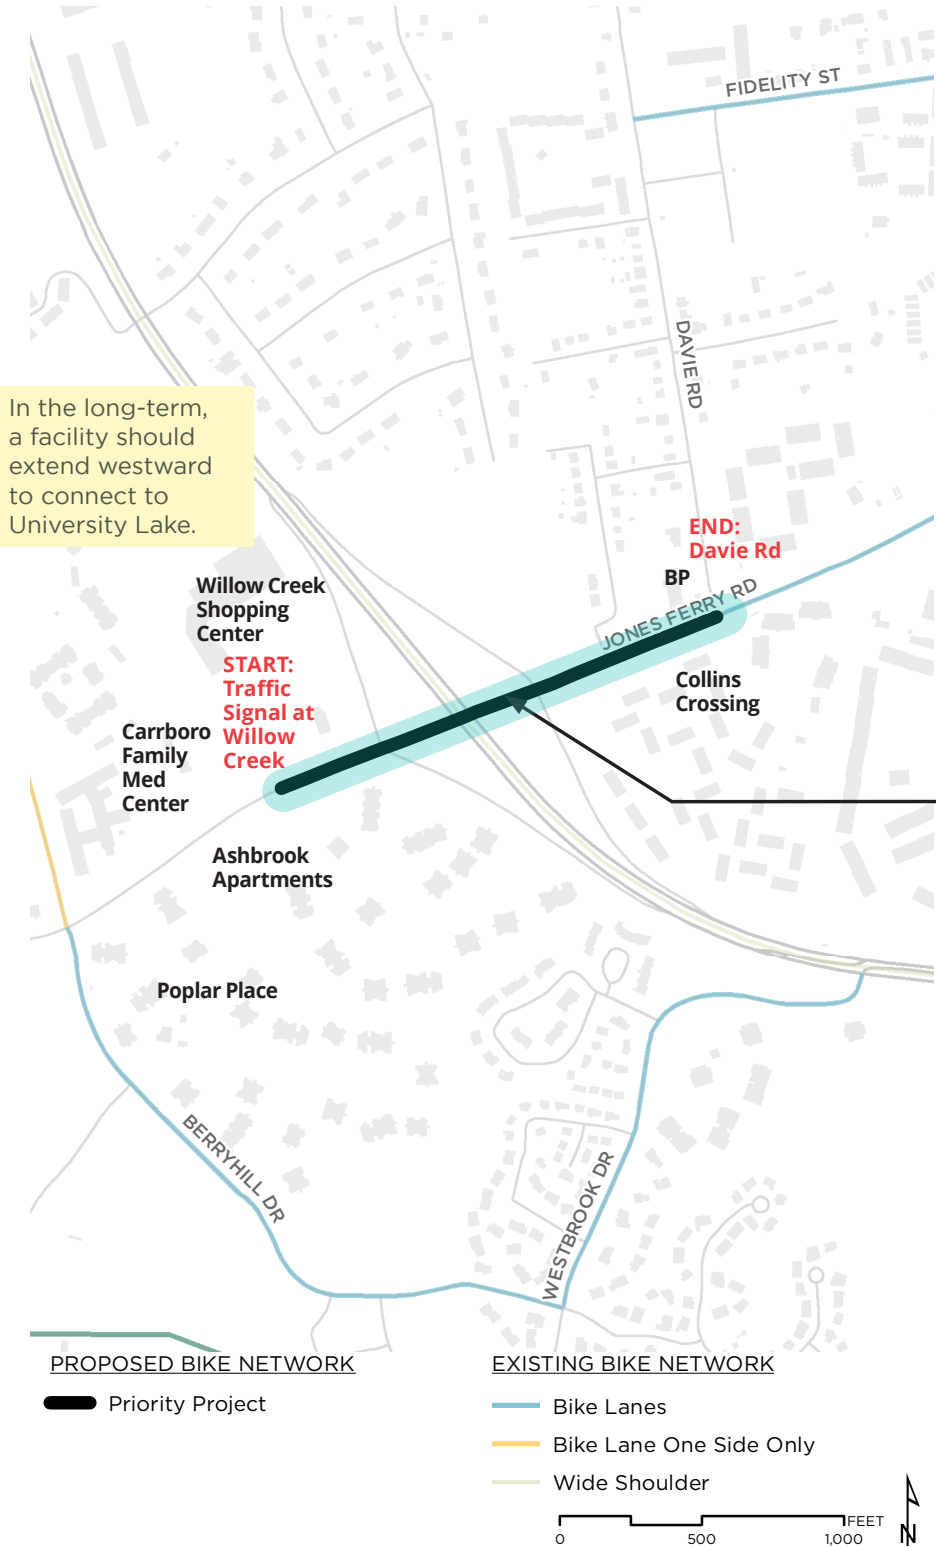 FIDELITY ST
DAVIE RD
In the long-term,
a facility should
extend westward
to connect to
University Lake.
END:
Davie Rd
BP
JONES FERRY RD
Willow Creek
Shopping
Center
START:
Traffic
Signal at
Willow
Creek
Collins
Crossing
Carrboro
Family
Med
Center
Ashbrook
Apartments
Poplar Place
BERRYHILL DR
WESTBROOK DR
PROPOSED BIKE NETWORK
Priority Project
EXISTING BIKE NETWORK
Bike Lanes
Bike Lane One Side Only
Wide Shoulder
FEET
0 500 1,000
N